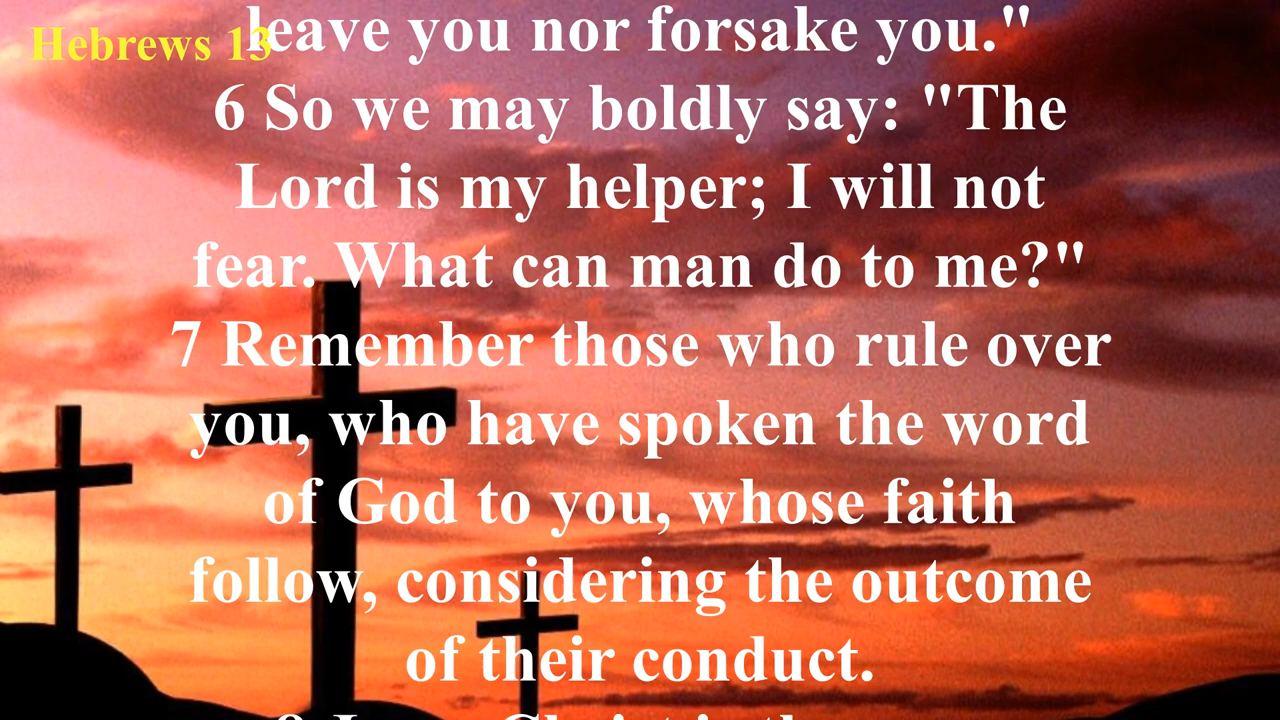 Hebrews 13
leave you nor forsake you."
6 So we may boldly say: "The
Lord is my helper; I will not
fear. What can man do to me?"
7 Remember those who rule over
you, who have spoken the word
of God to you, whose faith
follow, considering the outcome
of their conduct.